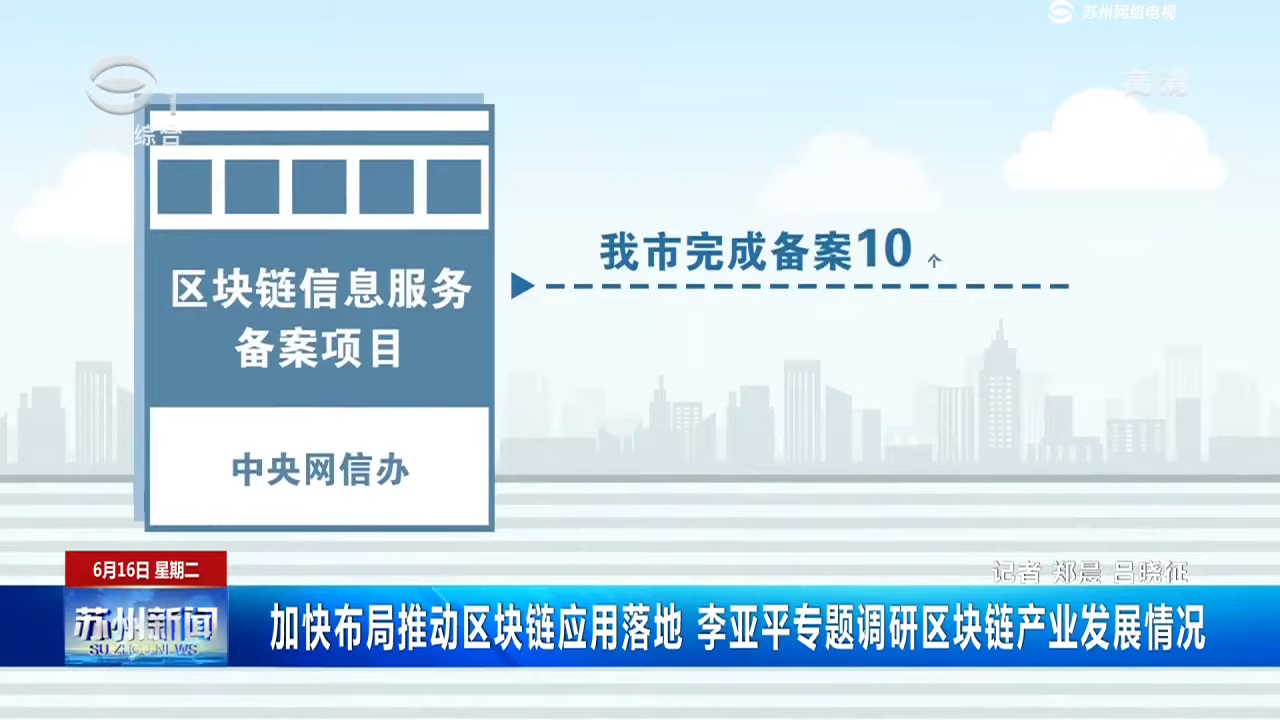 苏州网络电视
高清
1
综合
我市完成备案10个
区块链信息服务
备案项目
中央网信办
6月16日 星期二
记者 郑晨 吕晓征
苏州新闻
SUZHOU NEWS
加快布局推动区块链应用落地 李亚平专题调研区块链产业发展情况